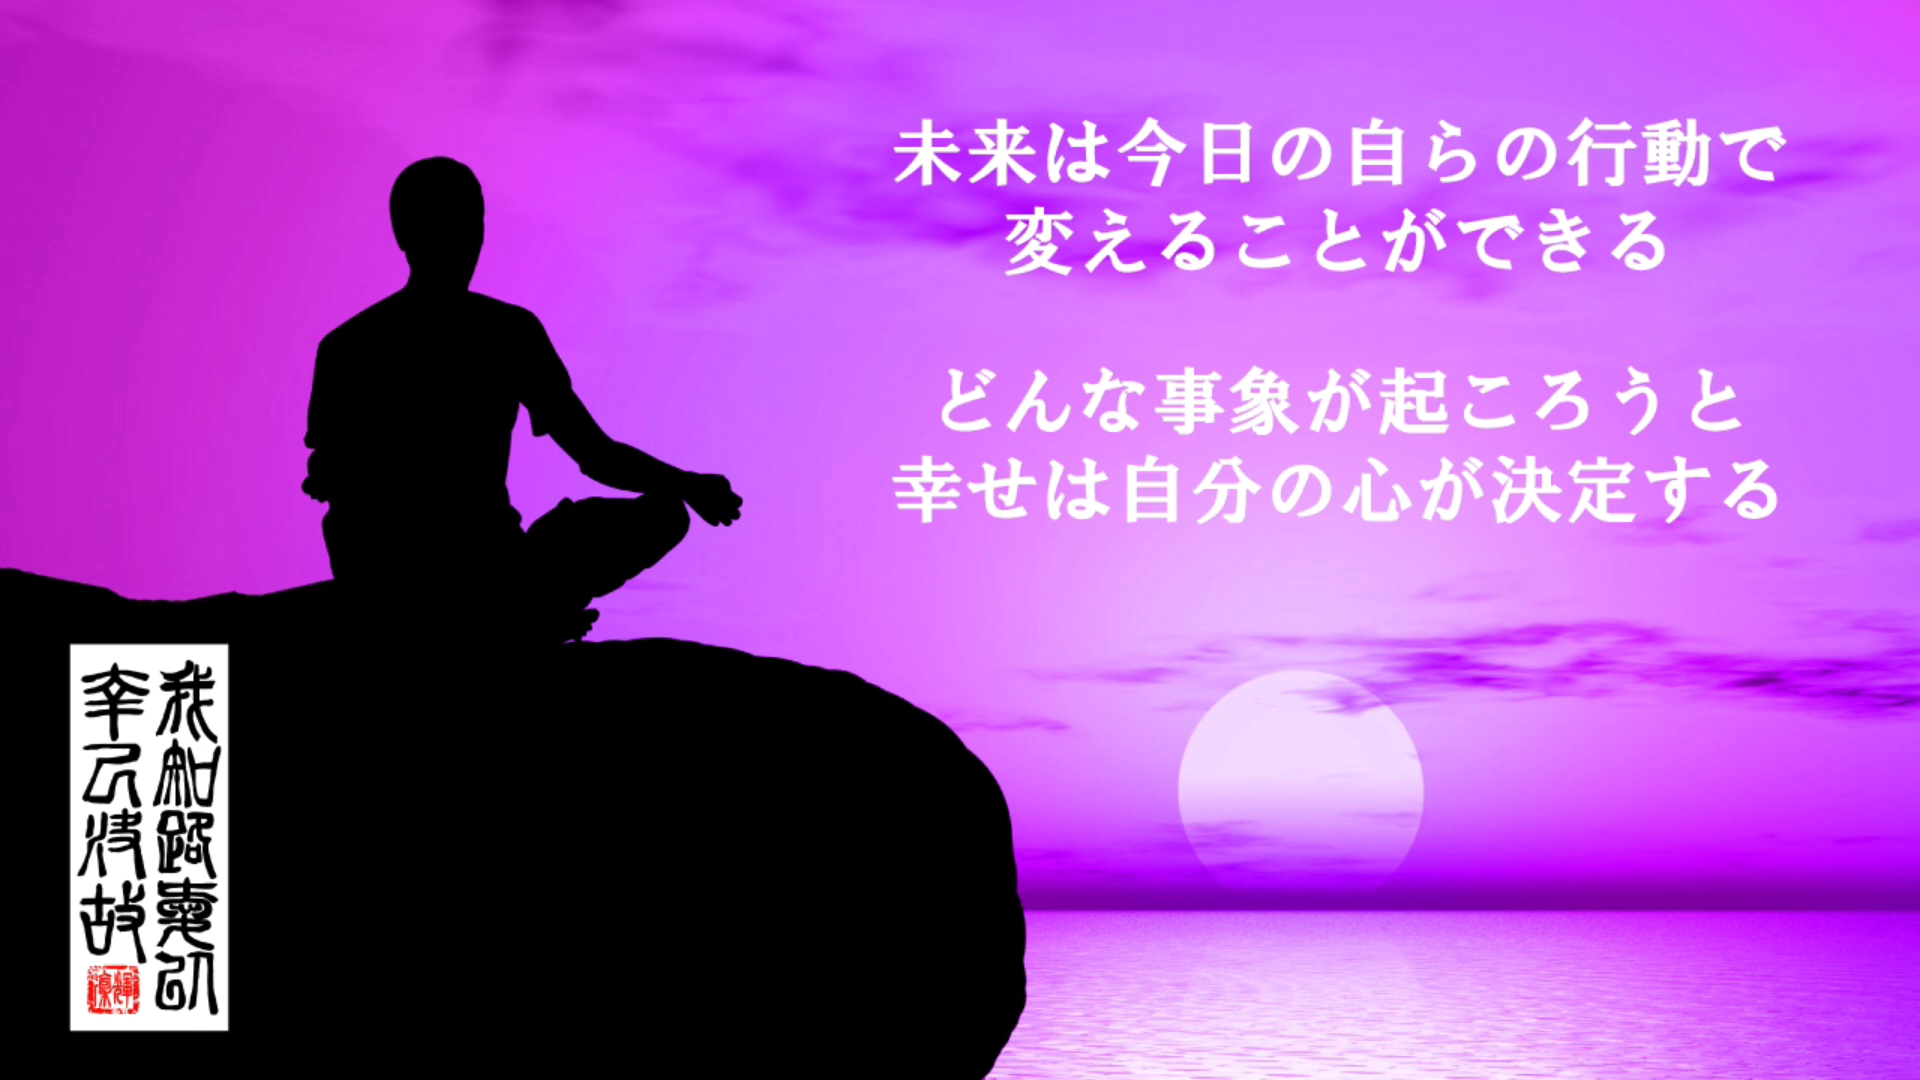 未来は今日の自らの行動で
変えることができる
どんな事象が起ころうと
幸せは自分の心が決定する